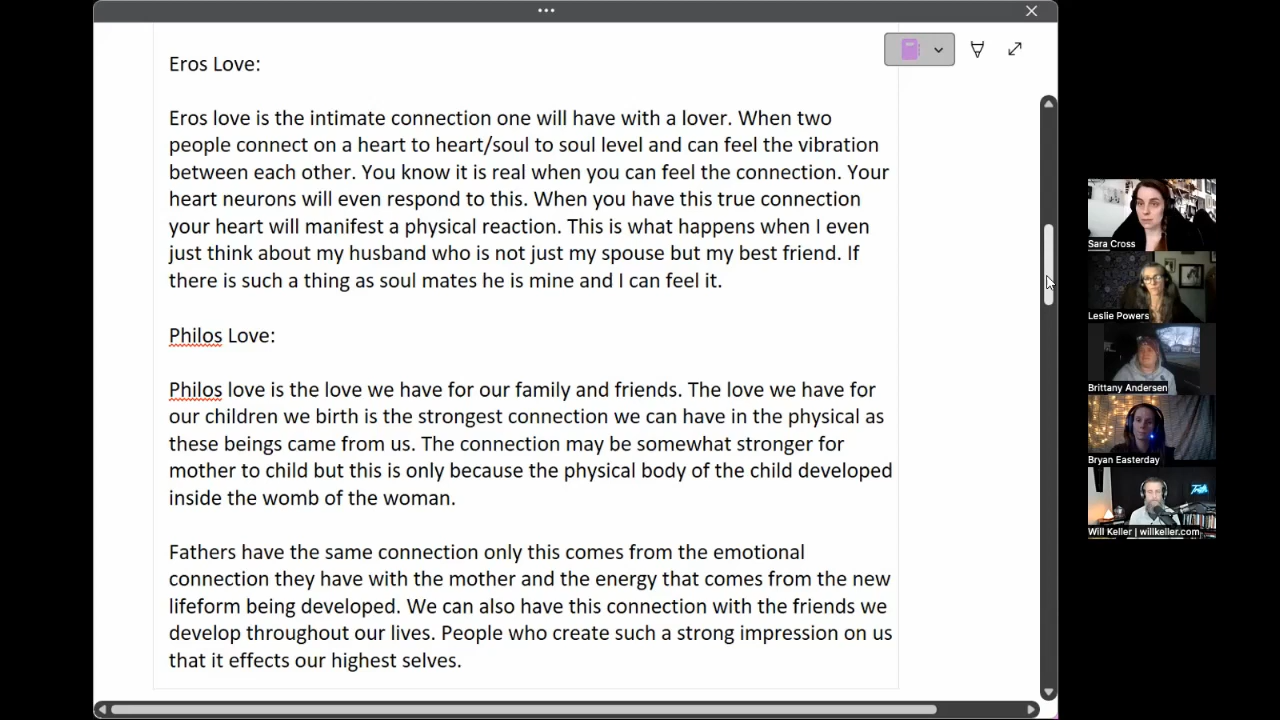 Eros Love:
Eros love is the intimate connection one will have with a lover. When two
people connect on a heart to heart/soul to soul level and can feel the vibration
between each other. You know it is real when you can feel the connection. Your
heart neurons will even respond to this. When you have this true connection
your heart will manifest a physical reaction. This is what happens when I even
just think about my husband who is not just my spouse but my best friend. If
there is such a thing as soul mates he is mine and I can feel it.
Philos Love:
Philos love is the love we have for our family and friends. The love we have for
our children we birth is the strongest connection we can have in the physical as
these beings came from us. The connection may be somewhat stronger for
mother to child but this is only because the physical body of the child developed
inside the womb of the woman.
Fathers have the same connection only this comes from the emotional
connection they have with the mother and the energy that comes from the new
lifeform being developed. We can also have this connection with the friends we
develop throughout our lives. People who create such a strong impression on us
that it effects our highest selves.
Sara Cross
Leslie Powers
Brittany Andersen
Bryan Easterday
Truth
Will Keller | willkeller.com